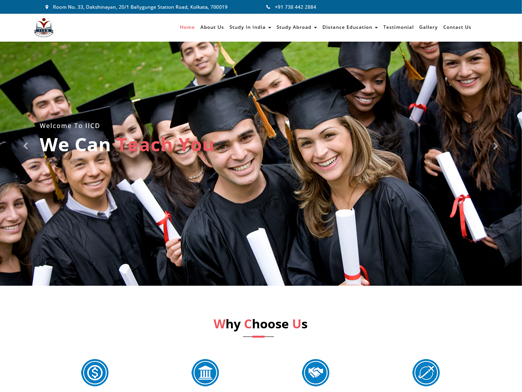 Room No. 33, Dakshinayan, 20/1 Ballygunge Station Road, Kolkata, 700019 +91 738 442 2884
Home About Us Study In India Study Abroad Distance Education Testimonial Gallery Contact Us
Welcome To IICD
We Can Teach You
Why Choose Us